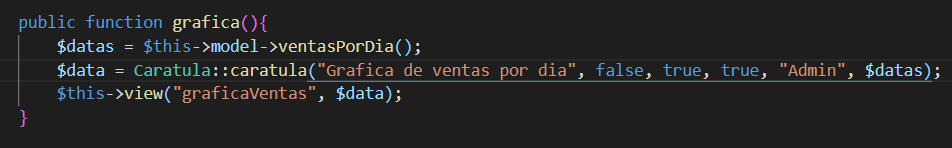 public function grafica(){
    $datas = $this->model->ventasPorDia();
    $data = Caratula::caratula("Grafica de ventas por dia", false, true, true, "Admin", $datas);
    $this->view("graficaVentas", $data);
}